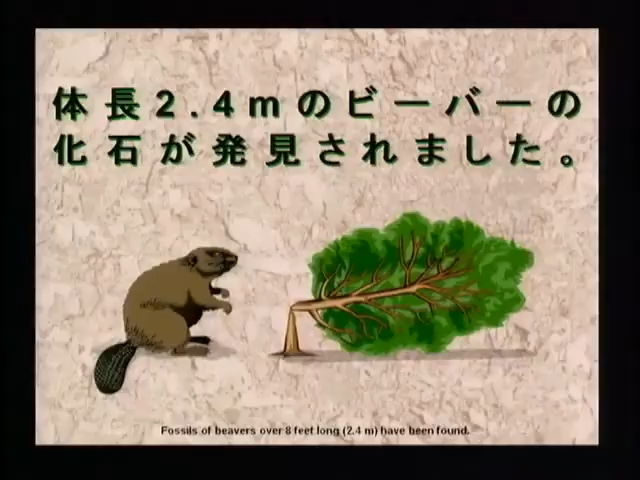 体長2.4mのビーバーの
化石が発見されました。
Fossils of beavers over 8 feet long (2.4 m) have been found.